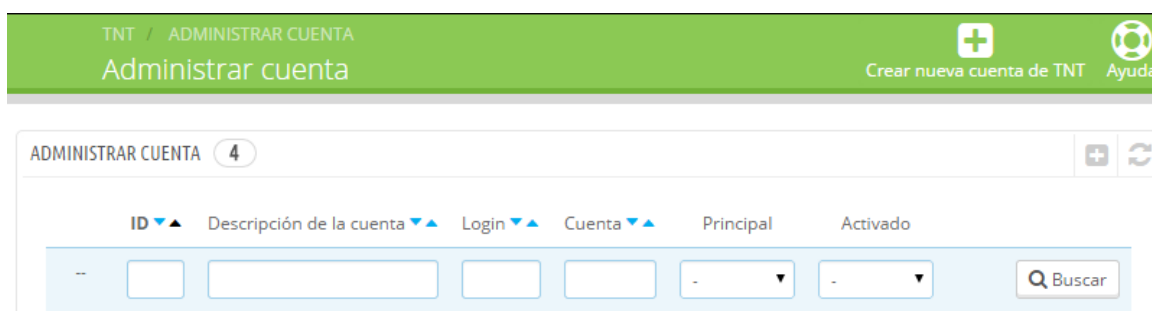 TNT / ADMINISTRAR CUENTA
Administrar cuenta
Crear nueva cuenta de TNT
Ayuda
ADMINISTRAR CUENTA 4
ID Descripción de la cuenta Login Cuenta Principal Activado
-- - - Buscar